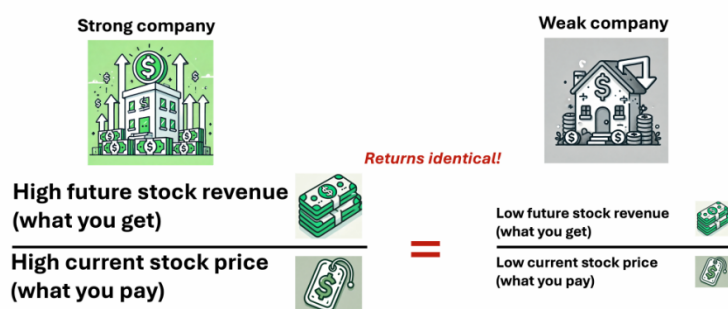 Strong company
Weak company
$
Returns identical!
High future stock revenue
(what you get)
High current stock price
(what you pay)
=
Low future stock revenue
(what you get)
Low current stock price
(what you pay)